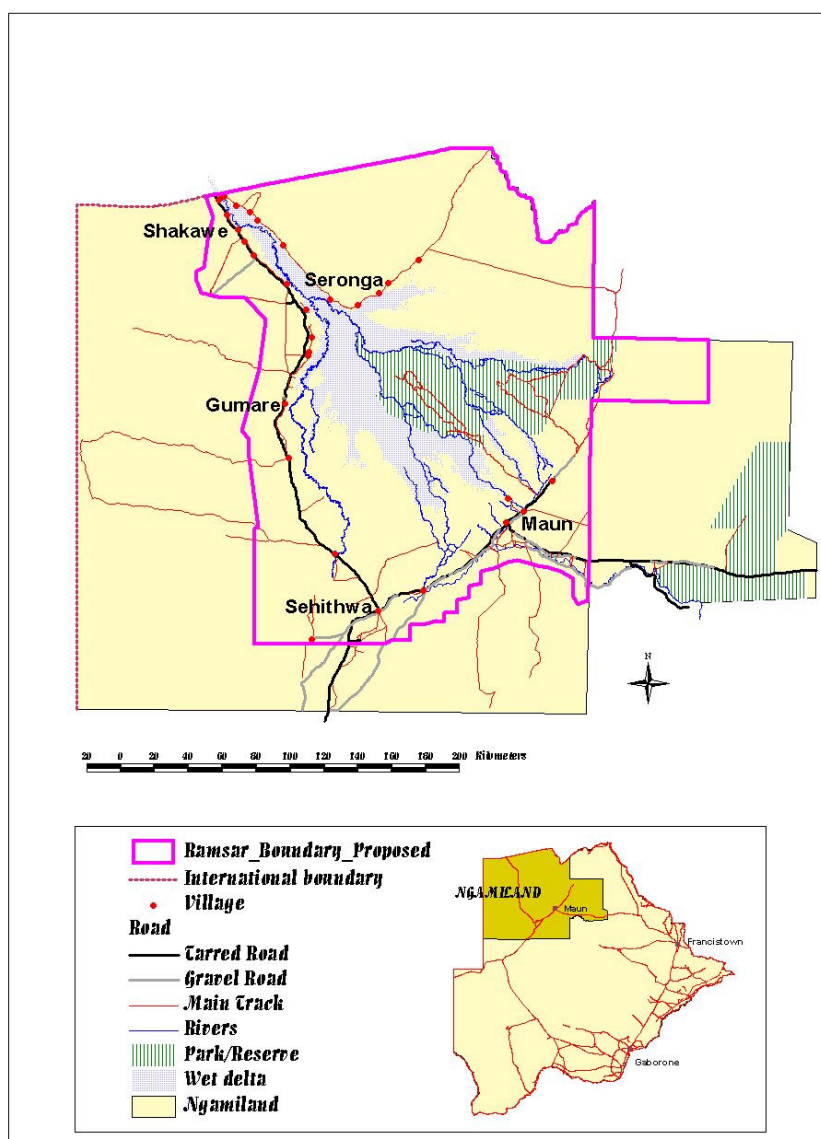 Shakawe
Seronga
Gumare
Maun
Sehithwa
N
20 0 20 40 60 80 100 120 140 160 180 200 Kilometers
Ramsar_Boundary_Proposed
International boundary
Village
Road
Tarred Road
Gravel Road
Main Track
Rivers
Park/Reserve
Wet delta
Ngamiland
NGAMILAND
Maun
Francistown
Gaborone